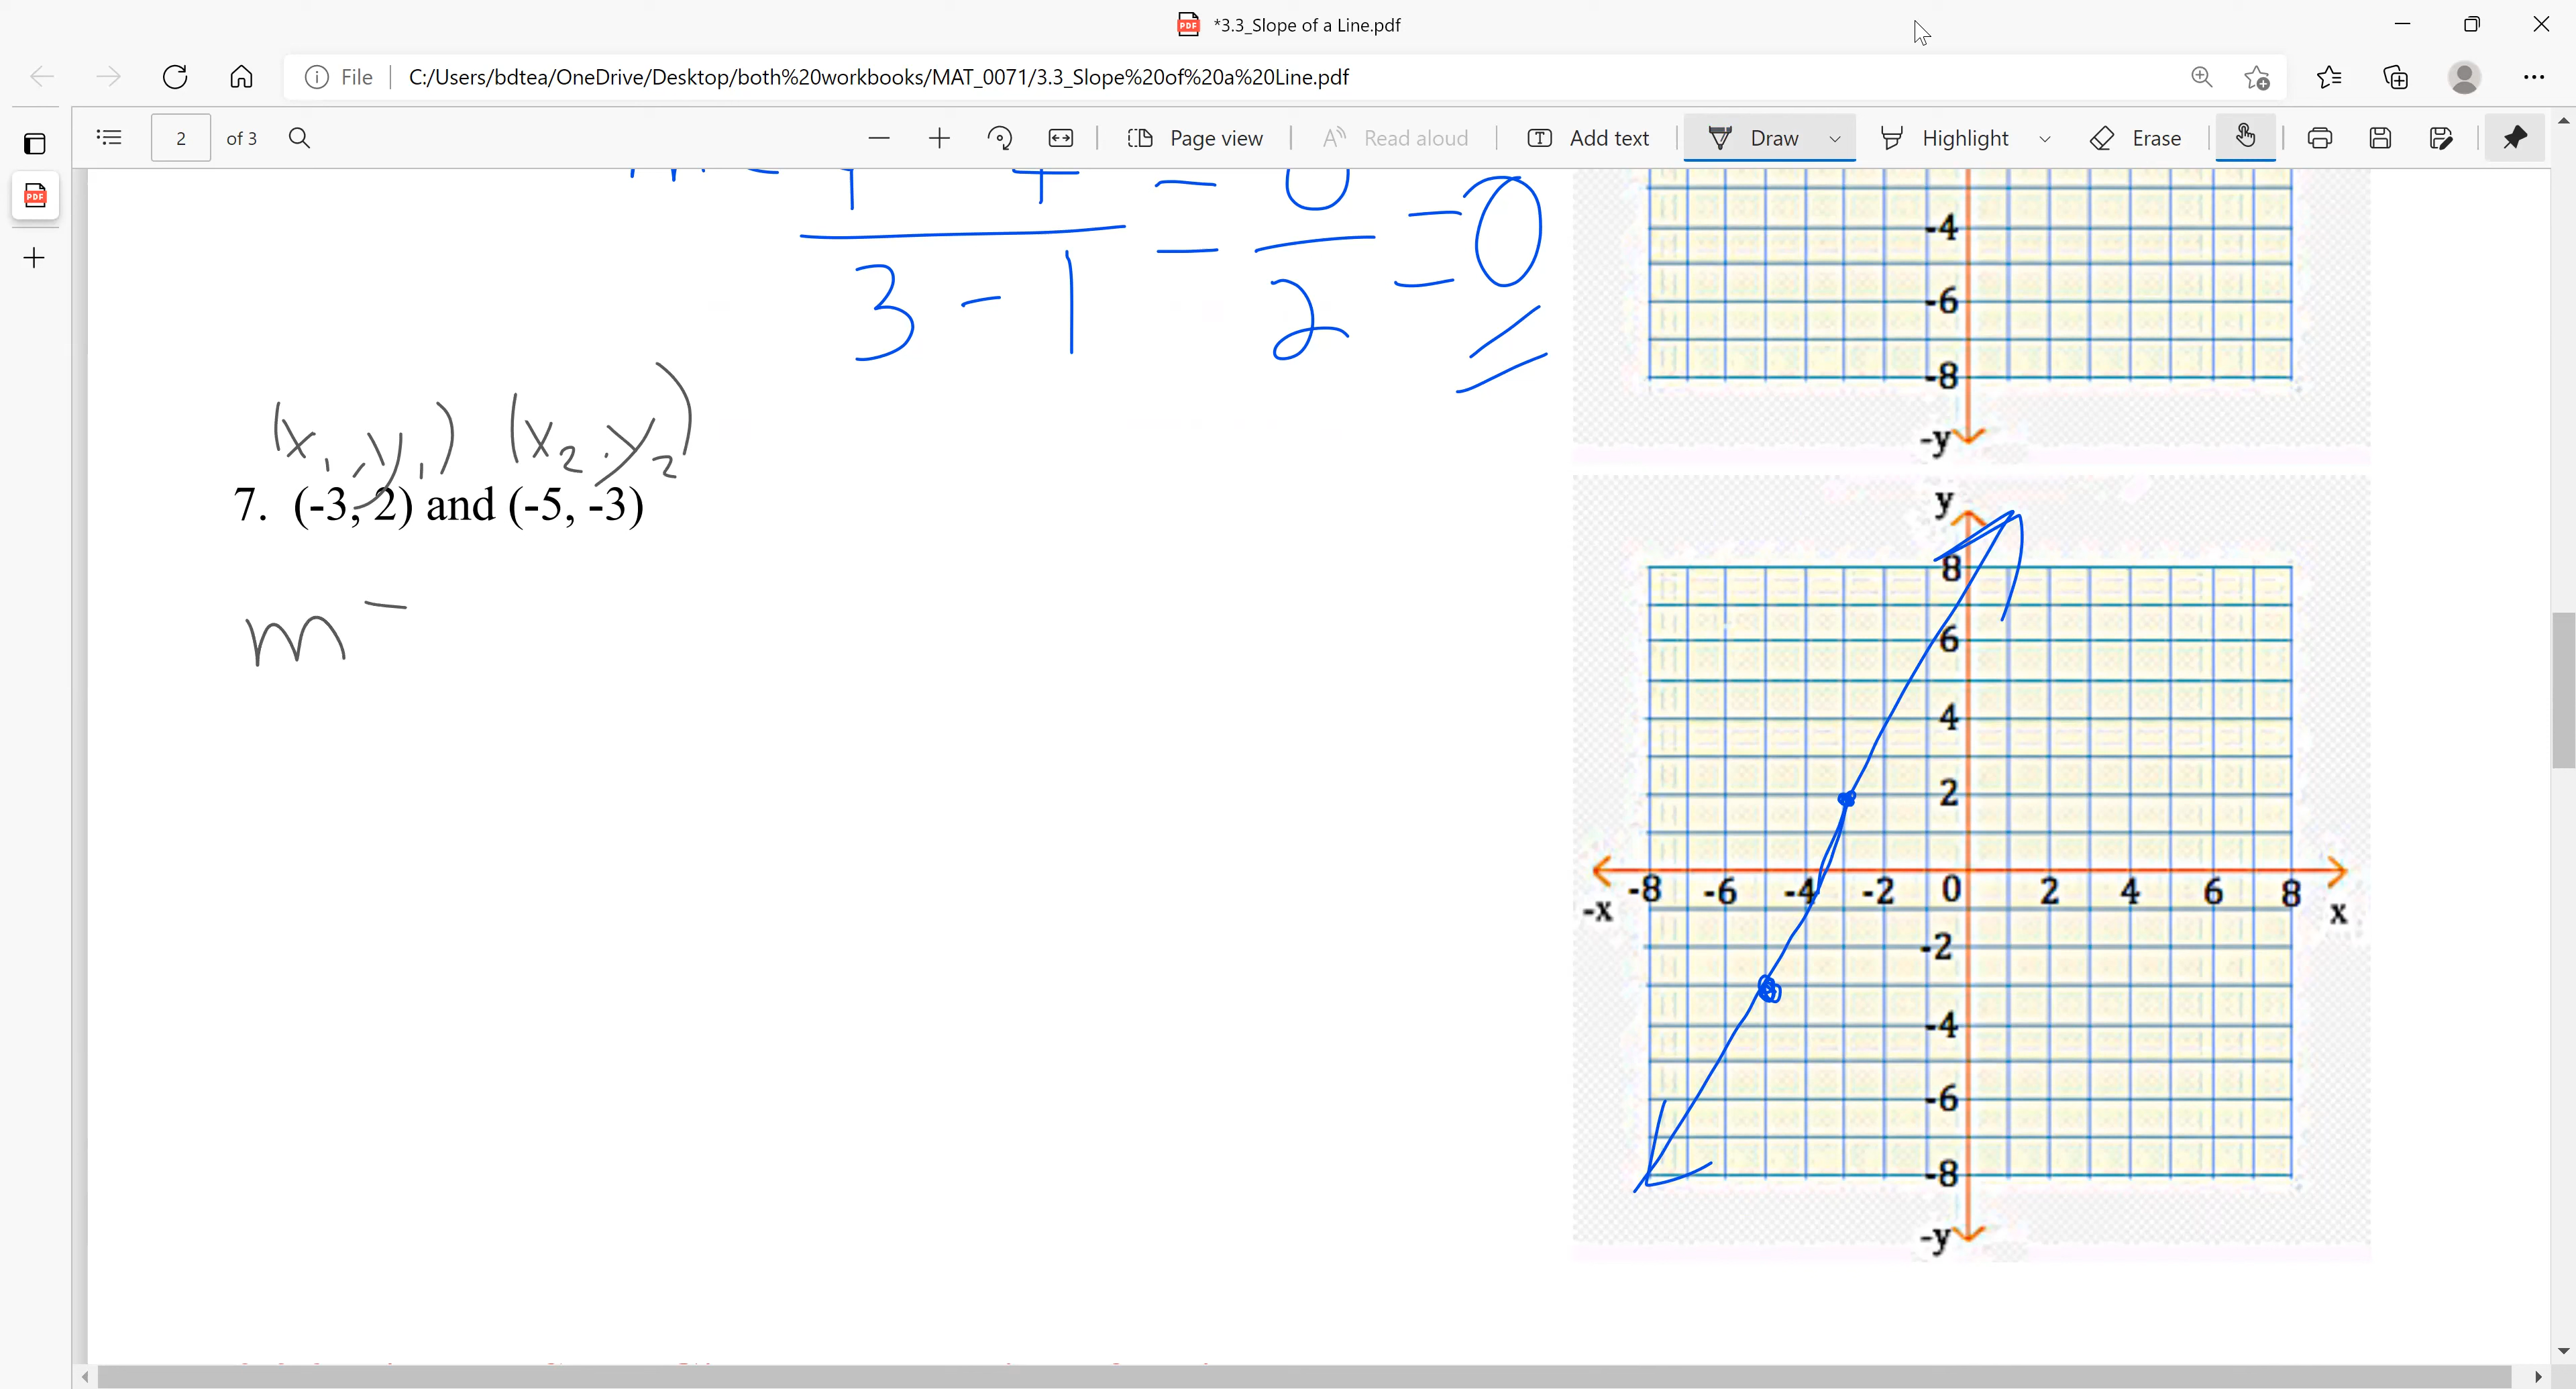 *3.3_Slope of a Line.pdf
File C:/Users/bdtea/OneDrive/Desktop/both%20workbooks/MAT_0071/3.3_Slope%20of%20a%20Line.pdf
2 of 3 Page view Read aloud Add text Draw Highlight Erase
= 0 = 0
3 - 1 2
-4
-6
-8
-y
(x₁, y₁) (x₂, y₂)
7. (-3, 2) and (-5, -3)
m -
y
8
6
4
2
-8 -6 -4 -2 0 2 4 6 8
-x x
-2
-4
-6
-8
-y